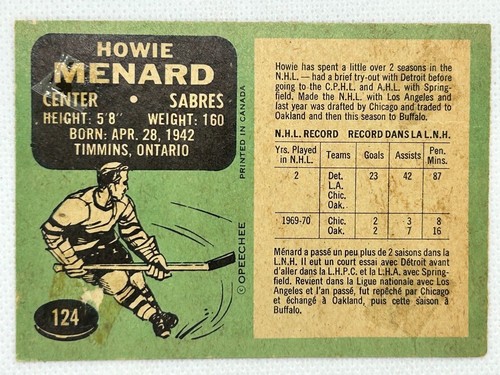 HOWIE
MENARD
CENTER • SABRES
HEIGHT: 5'8" WEIGHT: 160
BORN: APR. 28, 1942
TIMMINS, ONTARIO
124
© OPEECHEE PRINTED IN CANADA
Howie has spent a little over 2 seasons in the
N.H.L. — had a brief try-out with Detroit before
going to the C.P.H.L. and A.H.L. with Spring-
field. Made the N.H.L. with Los Angeles and
last year was drafted by Chicago and traded to
Oakland and then this season to Buffalo.
N.H.L. RECORD RECORD DANS LA L.N.H.
Yrs. Played Teams Goals Assists Pen.
in N.H.L. Mins.
2 Det. 23 42 87
L.A.
Chic.
Oak.
1969-70 Chic. 2 3 8
Oak. 2 7 16
Ménard a passé un peu plus de 2 saisons dans la
L.N.H. Il eut un court essai avec Détroit avant
d'aller dans la L.H.P.C. et la L.H.A. avec Spring-
field. Revient dans la Ligue nationale avec Los
Angeles et l'an passé, fut repêché par Chicago
et échangé à Oakland, puis cette saison à
Buffalo.